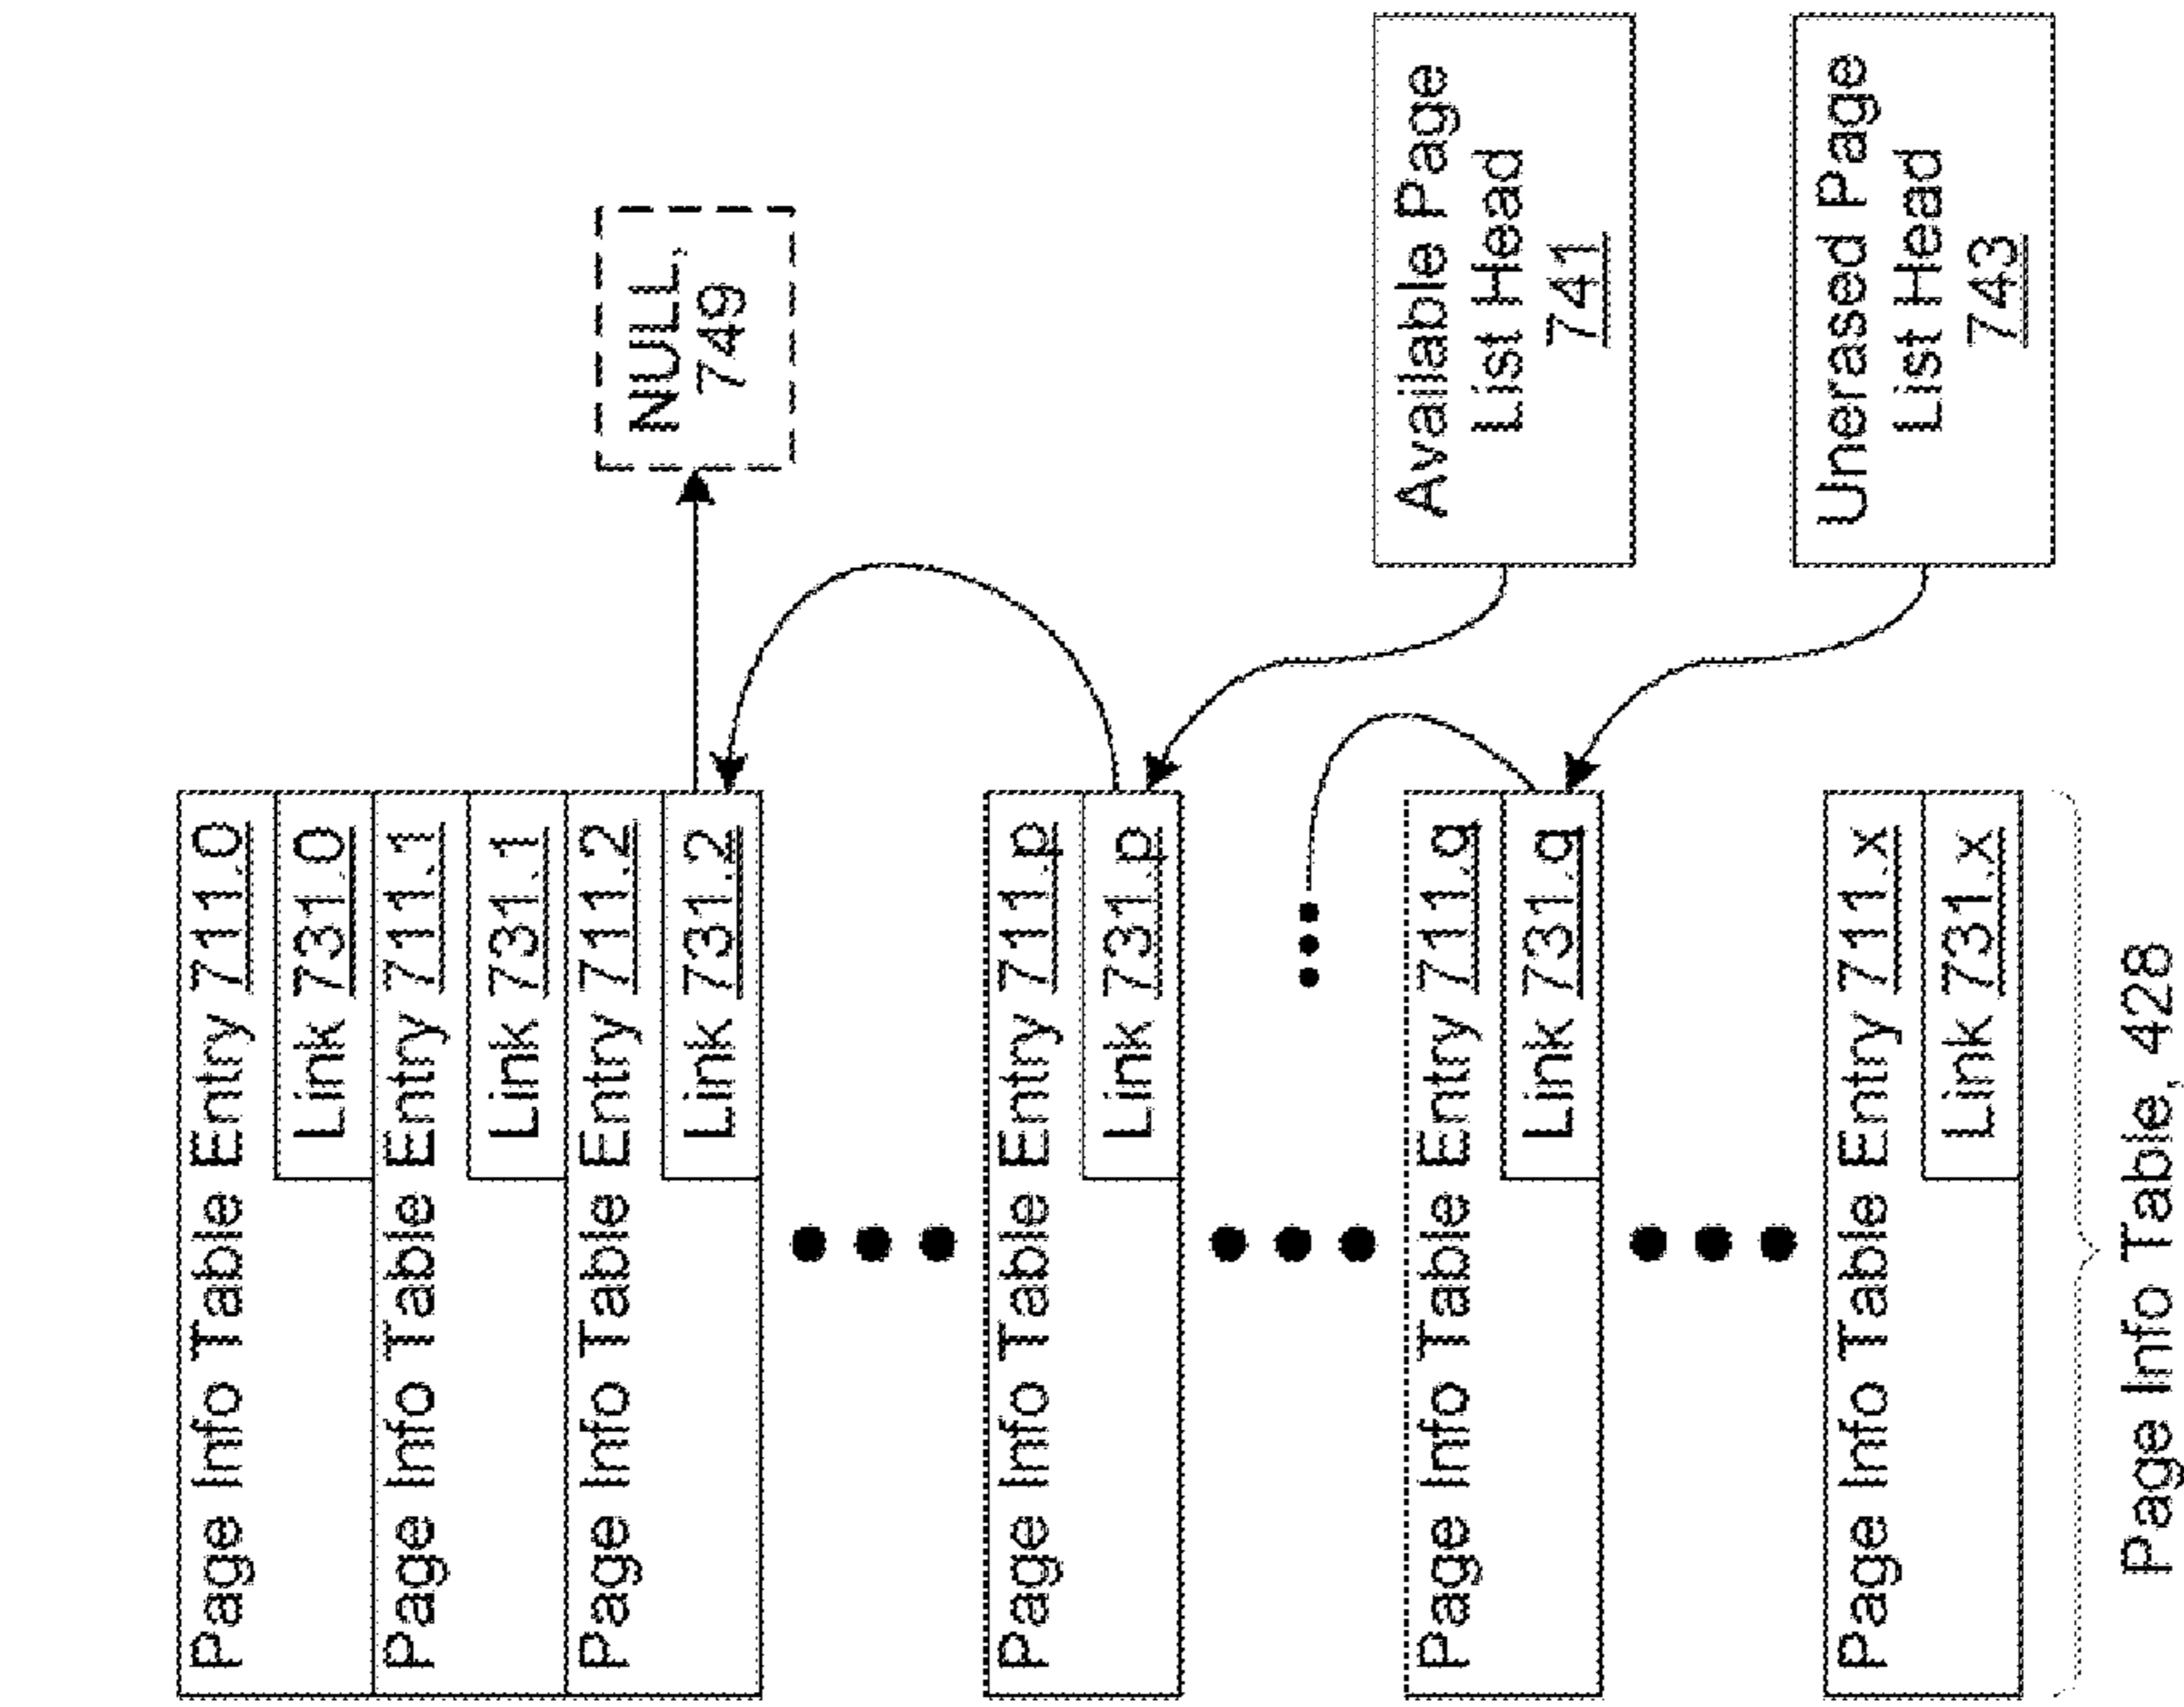 Page Info Table Entry 711.0
Link 731.0
Page Info Table Entry 711.1
Link 731.1
Page Info Table Entry 711.2
Link 731.2
NULL,
749
Page Info Table Entry 711.p
Link 731.p
Available Page
List Head
741
Page Info Table Entry 711.q
Link 731.q
Unerased Page
List Head
743
Page Info Table Entry 711.x
Link 731.x
Page Info Table, 428